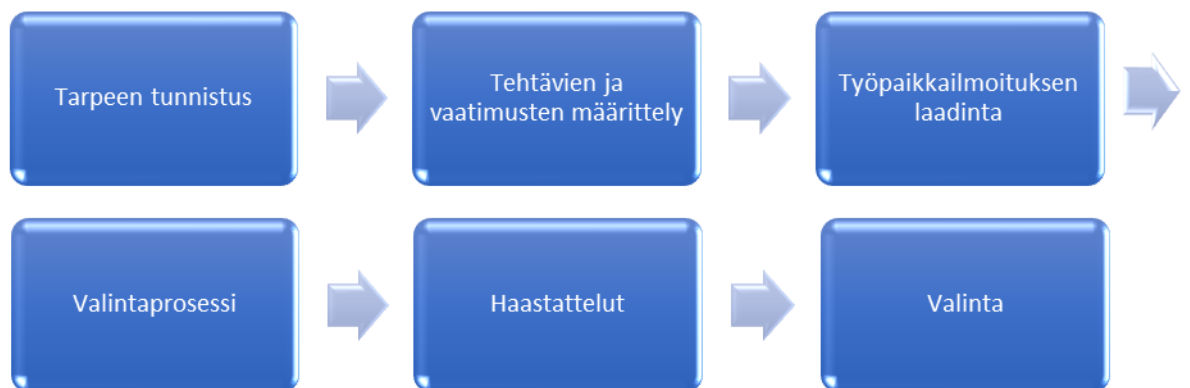 Tarpeen tunnistus
Tehtävien ja
vaatimusten määrittely
Työpaikkailmoituksen
laadinta
Valintaprosessi
Haastattelut
Valinta